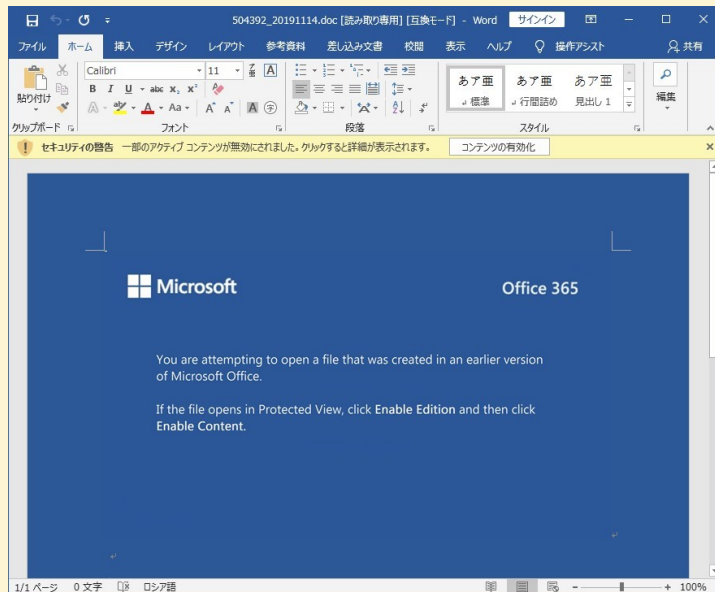 504392_20191114.doc [読み取り専用] [互換モード] - Word サインイン
ファイル ホーム 挿入 デザイン レイアウト 参考資料 差し込み文書 校閲 表示 ヘルプ 操作アシスト 共有
Calibri 11
貼り付け B I U abc X₂ X² あア亜 あア亜 あア亜 編集
A aby A Aa A A A 字 標準 行間詰め 見出し 1
クリップボード フォント 段落 スタイル
セキュリティの警告 一部のアクティブ コンテンツが無効にされました。クリックすると詳細が表示されます。 コンテンツの有効化
Microsoft Office 365
You are attempting to open a file that was created in an earlier version
of Microsoft Office.
If the file opens in Protected View, click Enable Edition and then click
Enable Content.
1/1 ページ 0 文字 ロシア語 100%